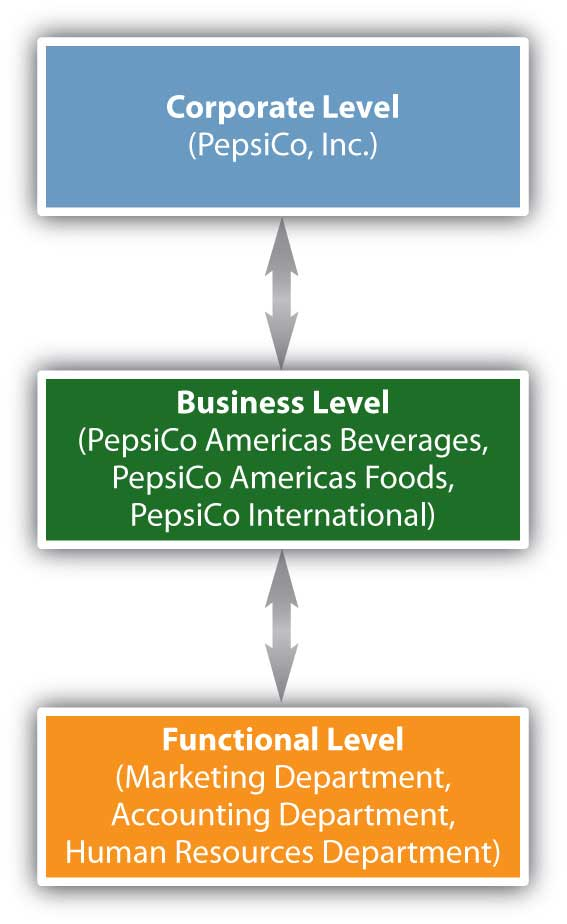 Corporate Level
(PepsiCo, Inc.)
Business Level
(PepsiCo Americas Beverages,
PepsiCo Americas Foods,
PepsiCo International)
Functional Level
(Marketing Department,
Accounting Department,
Human Resources Department)